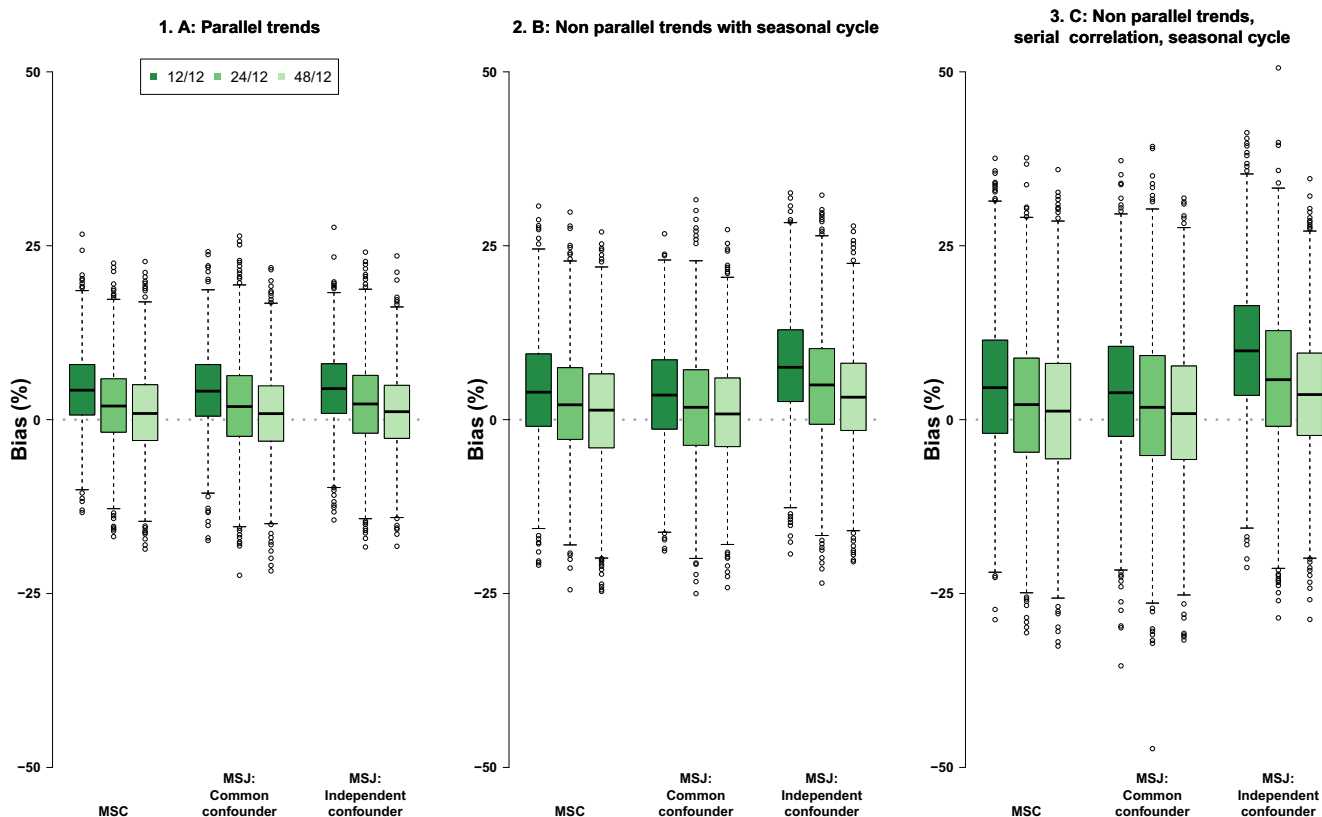 1. A: Parallel trends
12/12 24/12 48/12
Bias (%)
50
25
0
−25
−50
MSC
MSJ:
Common
confounder
MSJ:
Independent
confounder
2. B: Non parallel trends with seasonal cycle
Bias (%)
50
25
0
−25
−50
MSC
MSJ:
Common
confounder
MSJ:
Independent
confounder
3. C: Non parallel trends,
serial correlation, seasonal cycle
Bias (%)
50
25
0
−25
−50
MSC
MSJ:
Common
confounder
MSJ:
Independent
confounder